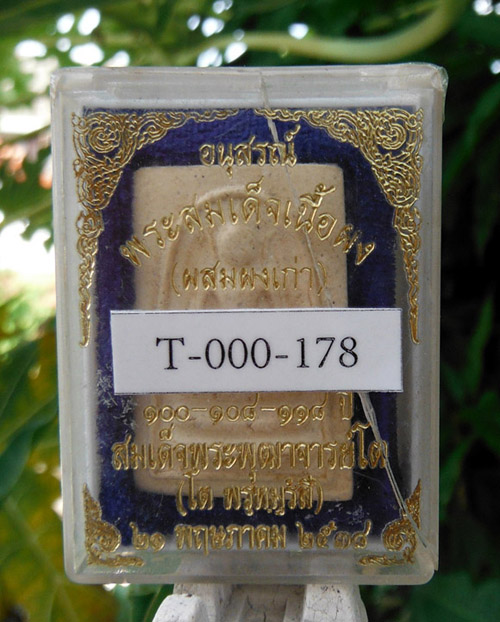 อนุสรณ์
พระสมเด็จเนื้อผง
(ผสมผงเก่า)
T-000-178
๑๐๐-๑๐๘-๑๑๘ ปี
สมเด็จพระพุฒาจารย์โต
(โต พรฺหฺมรํสี)
๒๑ พฤษภาคม ๒๕๓๘